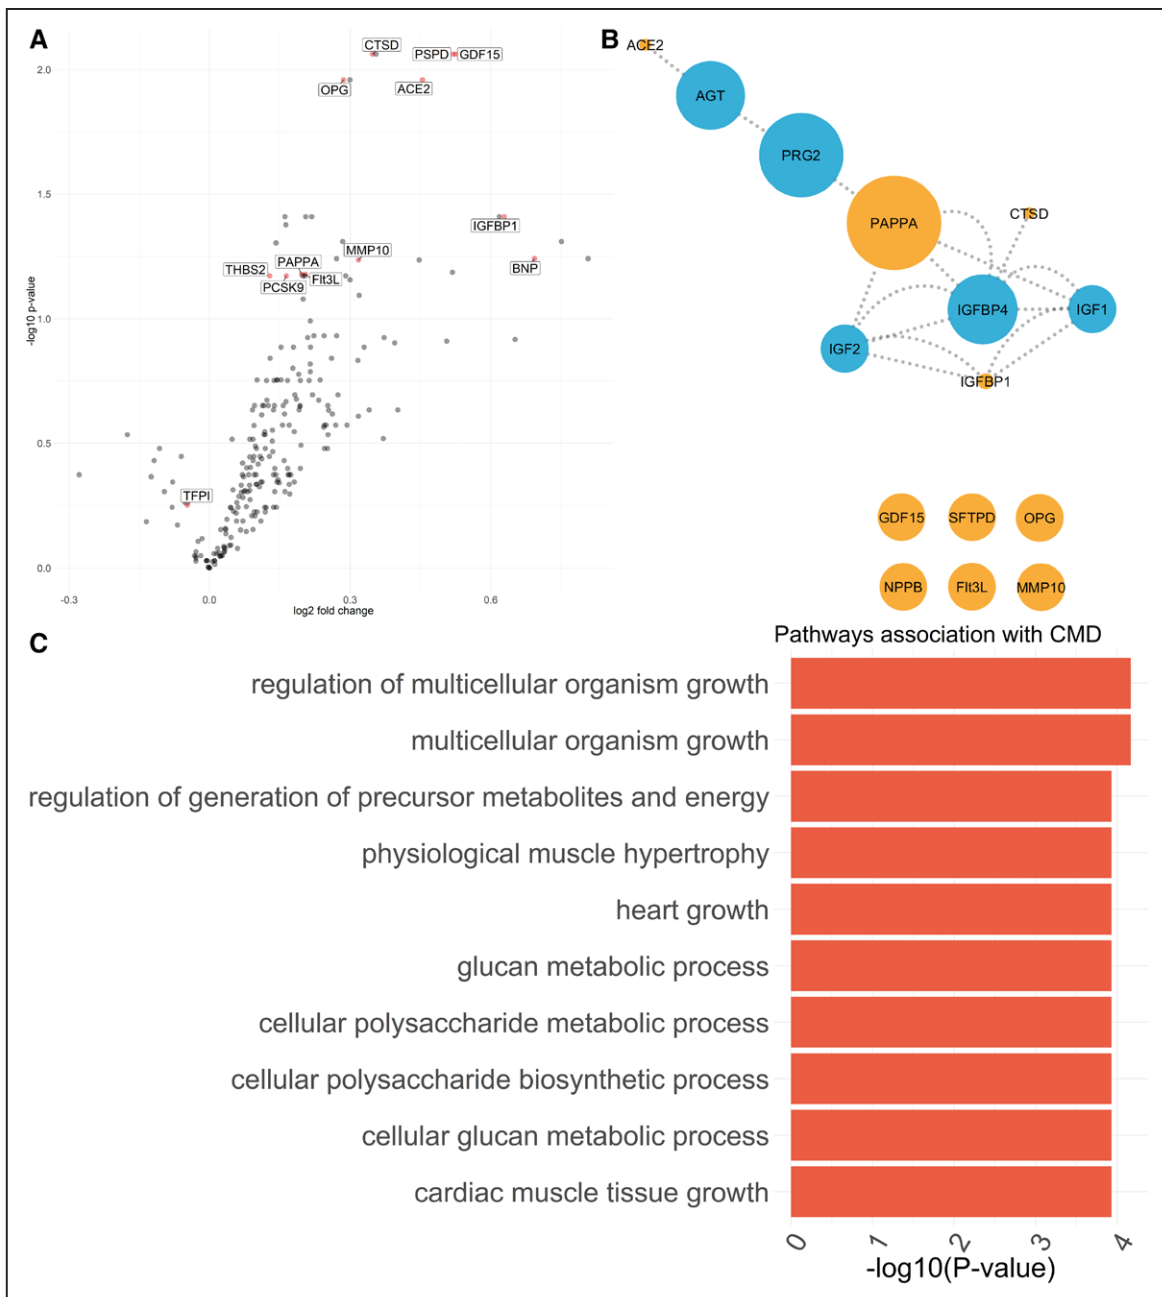 A
CTSD
PSPD
GDF15
2.0
OPG
ACE2
1.5
IGFBP1
MMP10
BNP
PAPPA
THBS2
Flt3L
PCSK9
-log10 p-value
1.0
0.5
TFPI
0.0
-0.3
0.0
0.3
0.6
log2 fold change
B
ACE2
AGT
PRG2
PAPPA
CTSD
IGFBP4
IGF1
IGF2
IGFBP1
GDF15
SFTPD
OPG
NPPB
Flt3L
MMP10
C
Pathways association with CMD
regulation of multicellular organism growth
multicellular organism growth
regulation of generation of precursor metabolites and energy
physiological muscle hypertrophy
heart growth
glucan metabolic process
cellular polysaccharide metabolic process
cellular polysaccharide biosynthetic process
cellular glucan metabolic process
cardiac muscle tissue growth
0
1
2
3
4
-log10(P-value)